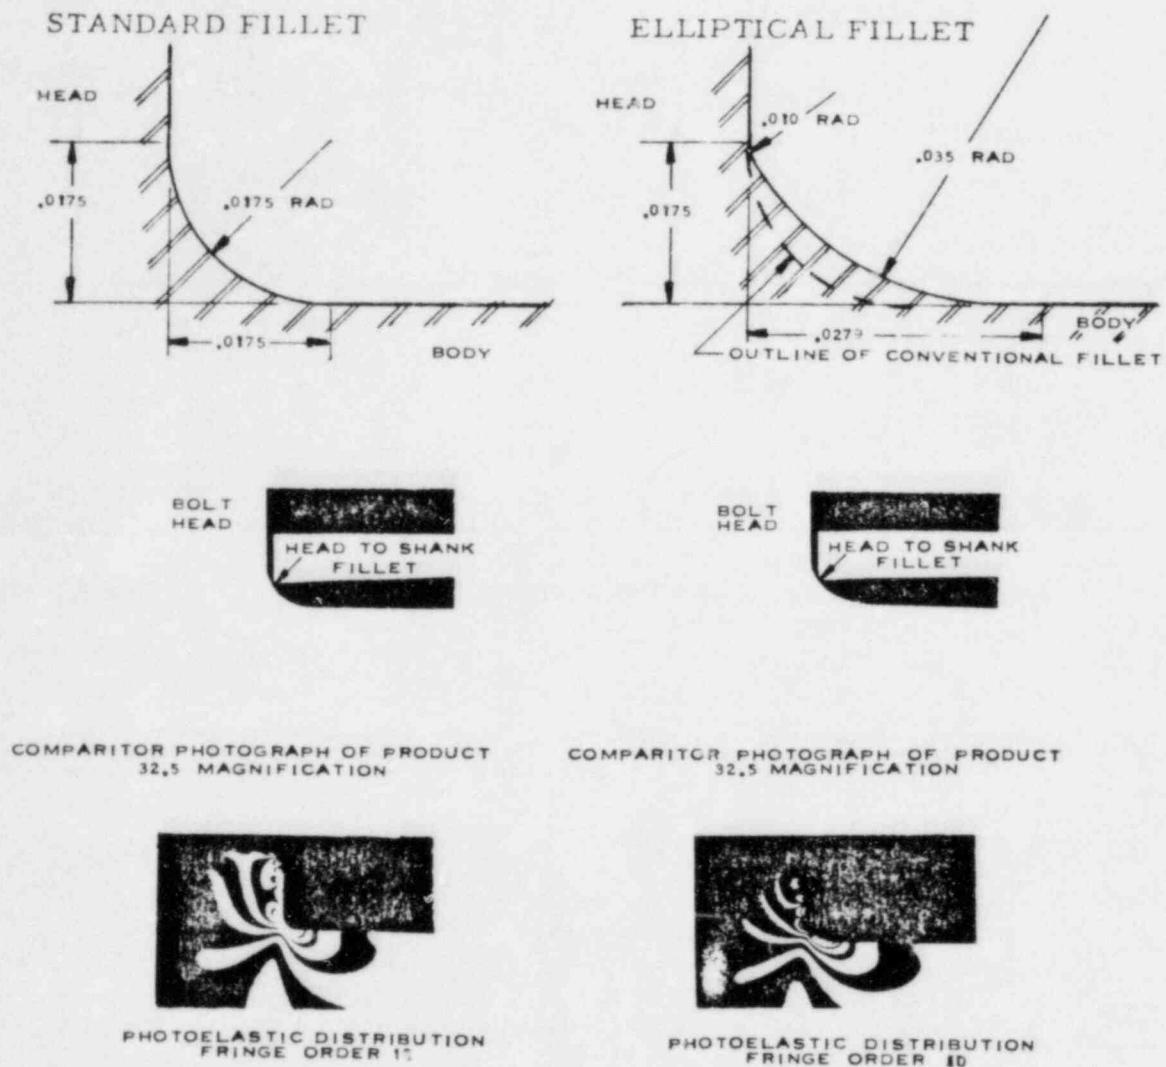 STANDARD FILLET
HEAD
.0175
.0175 RAD
.0175
BODY
ELLIPTICAL FILLET
HEAD
.010 RAD
.035 RAD
.0175
.0279
BODY
OUTLINE OF CONVENTIONAL FILLET
BOLT
HEAD
HEAD TO SHANK
FILLET
BOLT
HEAD
HEAD TO SHANK
FILLET
COMPARITOR PHOTOGRAPH OF PRODUCT
32.5 MAGNIFICATION
COMPARITOR PHOTOGRAPH OF PRODUCT
32.5 MAGNIFICATION
PHOTOELASTIC DISTRIBUTION
FRINGE ORDER
PHOTOELASTIC DISTRIBUTION
FRINGE ORDER 10